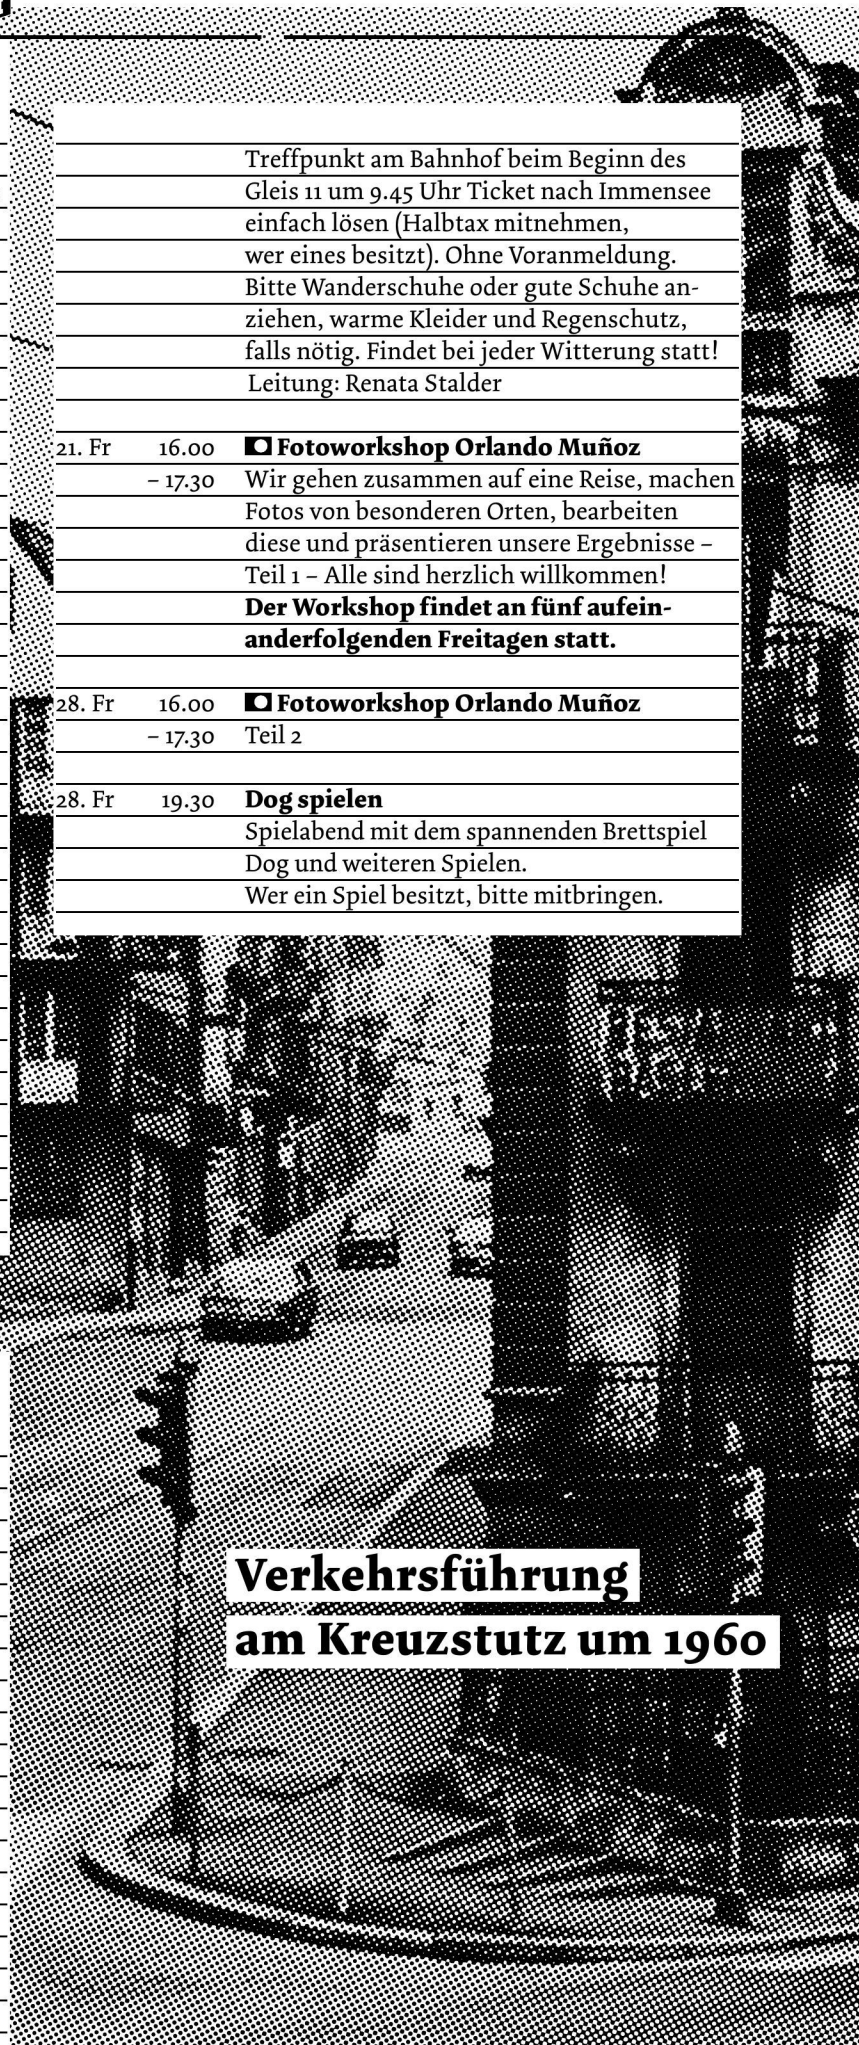 Treffpunkt am Bahnhof beim Beginn des
Gleis 11 um 9.45 Uhr Ticket nach Immensee
einfach lösen (Halbtax mitnehmen,
wer eines besitzt). Ohne Voranmeldung.
Bitte Wanderschuhe oder gute Schuhe an-
ziehen, warme Kleider und Regenschutz,
falls nötig. Findet bei jeder Witterung statt!
Leitung: Renata Stalder
21. Fr 16.00 Fotoworkshop Orlando Muñoz
– 17.30 Wir gehen zusammen auf eine Reise, machen
Fotos von besonderen Orten, bearbeiten
diese und präsentieren unsere Ergebnisse –
Teil 1 – Alle sind herzlich willkommen!
Der Workshop findet an fünf aufein-
anderfolgenden Freitagen statt.
28. Fr 16.00 Fotoworkshop Orlando Muñoz
– 17.30 Teil 2
28. Fr 19.30 Dog spielen
Spielabend mit dem spannenden Brettspiel
Dog und weiteren Spielen.
Wer ein Spiel besitzt, bitte mitbringen.
Verkehrsführung
am Kreuzstutz um 1960